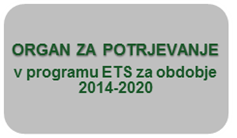 ORGAN ZA POTRJEVANJE
v programu ETS za obdobje
2014-2020